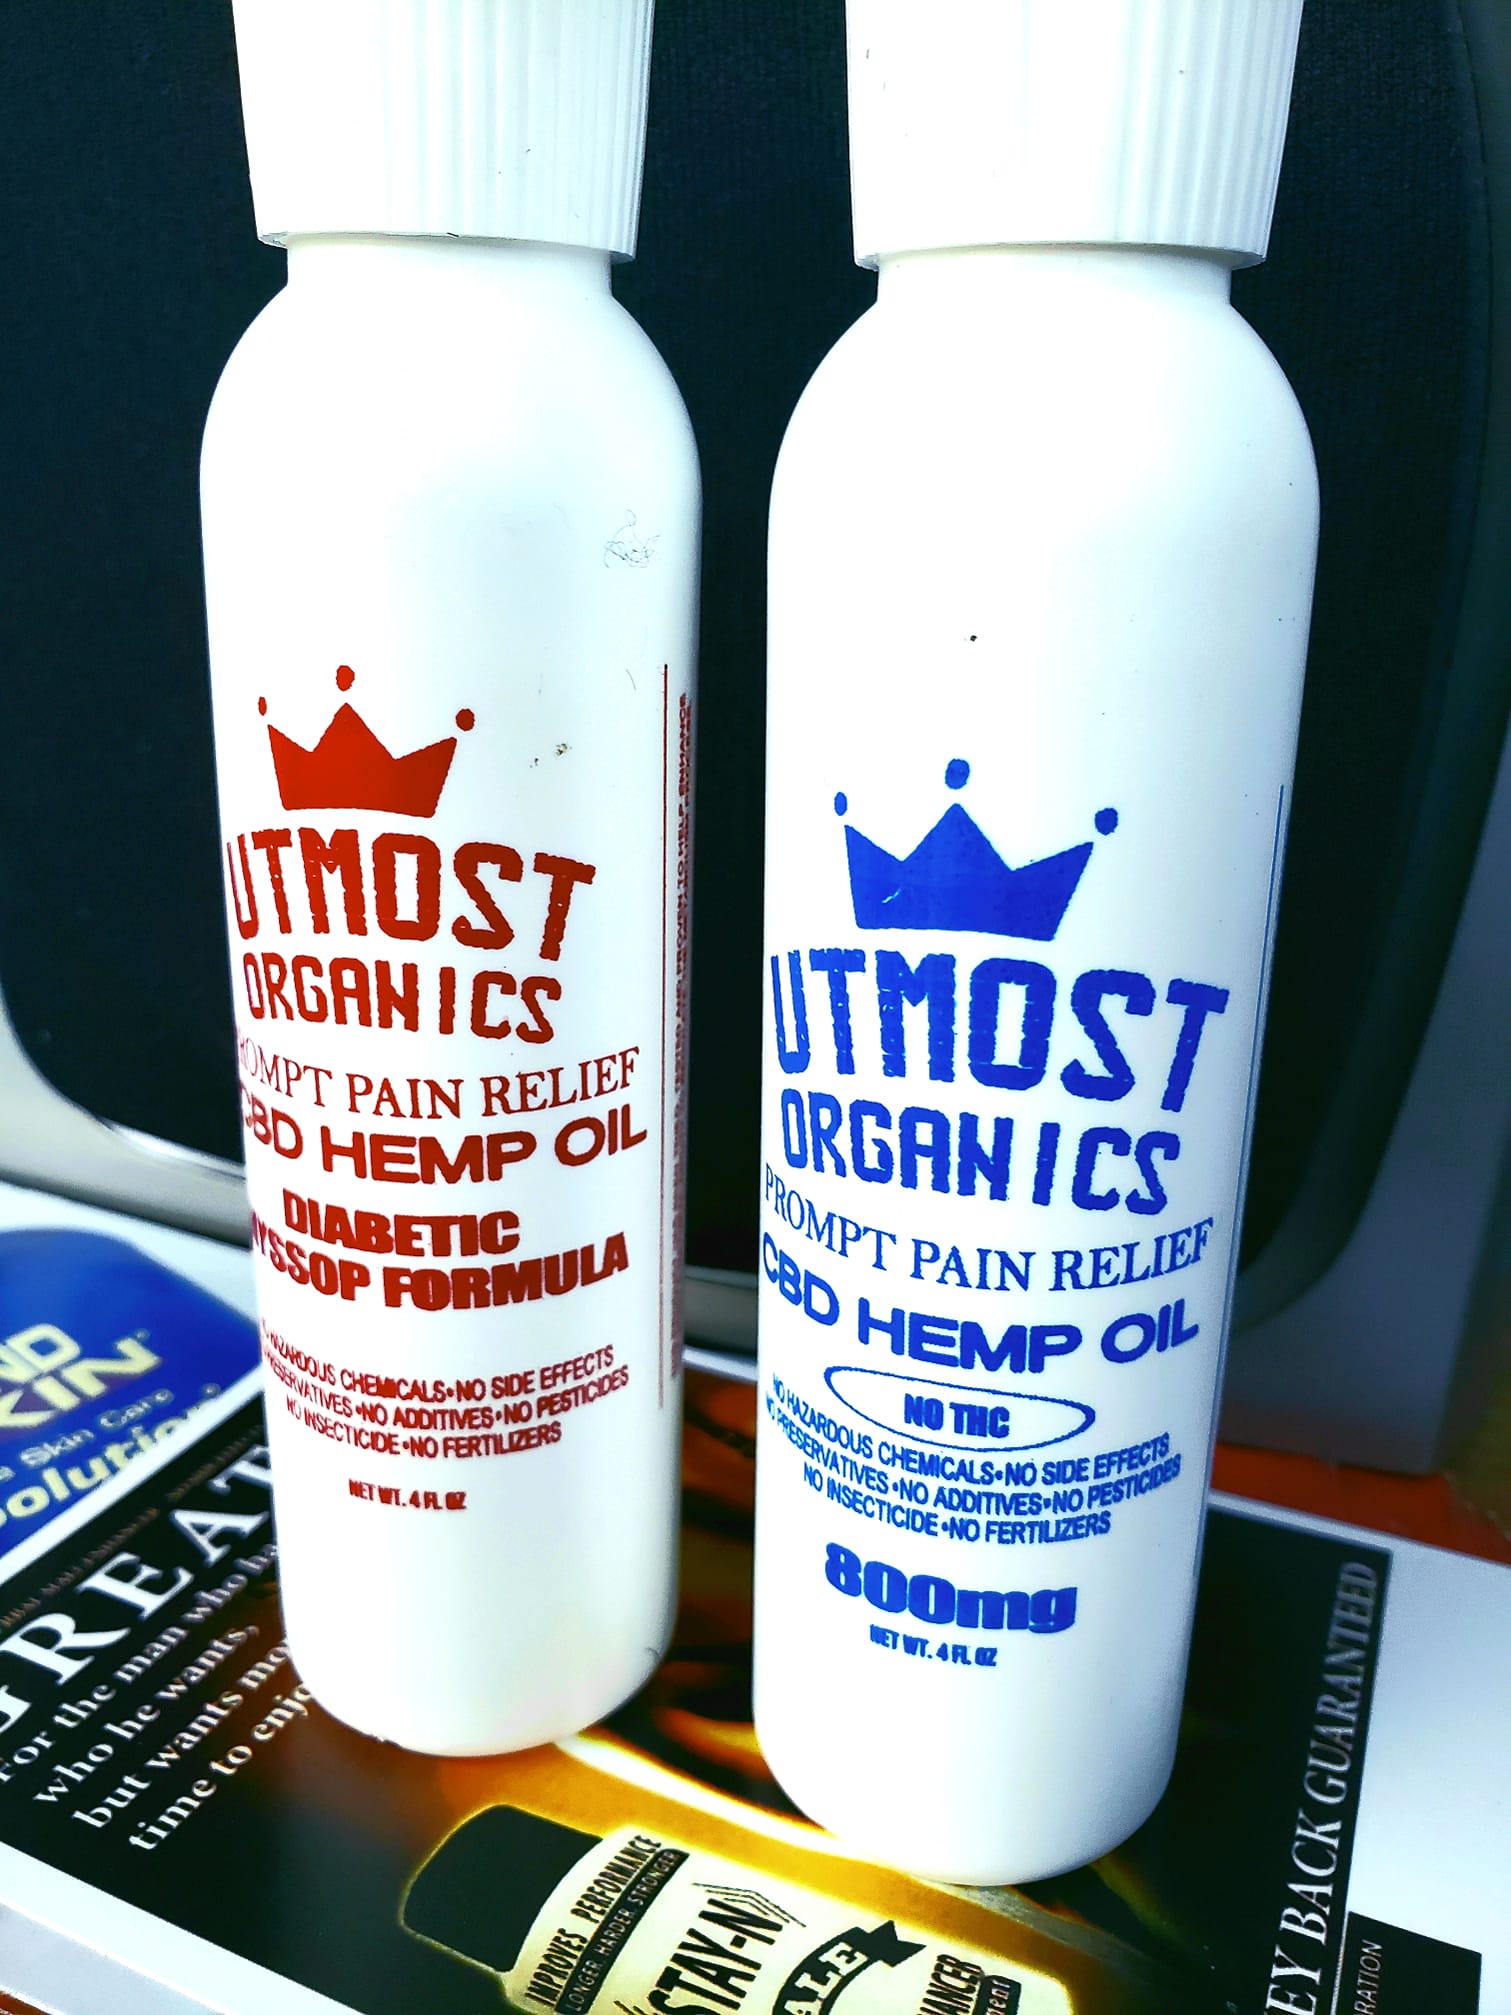 UTMOST
ORGANICS
PROMPT PAIN RELIEF
CBD HEMP OIL
DIABETIC
HYSSOP FORMULA
NO HAZARDOUS CHEMICALS•NO SIDE EFFECTS
NO PRESERVATIVES•NO ADDITIVES•NO PESTICIDES
NO INSECTICIDE•NO FERTILIZERS
NET WT. 4 FL OZ
UTMOST
ORGANICS
PROMPT PAIN RELIEF
CBD HEMP OIL
NO THC
NO HAZARDOUS CHEMICALS•NO SIDE EFFECTS
NO PRESERVATIVES•NO ADDITIVES•NO PESTICIDES
NO INSECTICIDE•NO FERTILIZERS
800mg
NET WT. 4 FL OZ
Skin Care
GREAT
For the man who
who he wants,
but wants
time to
IMPROVES PERFORMANCE
LONGER HARDER STRONGER
STAY-N
BACK GUARANTEED